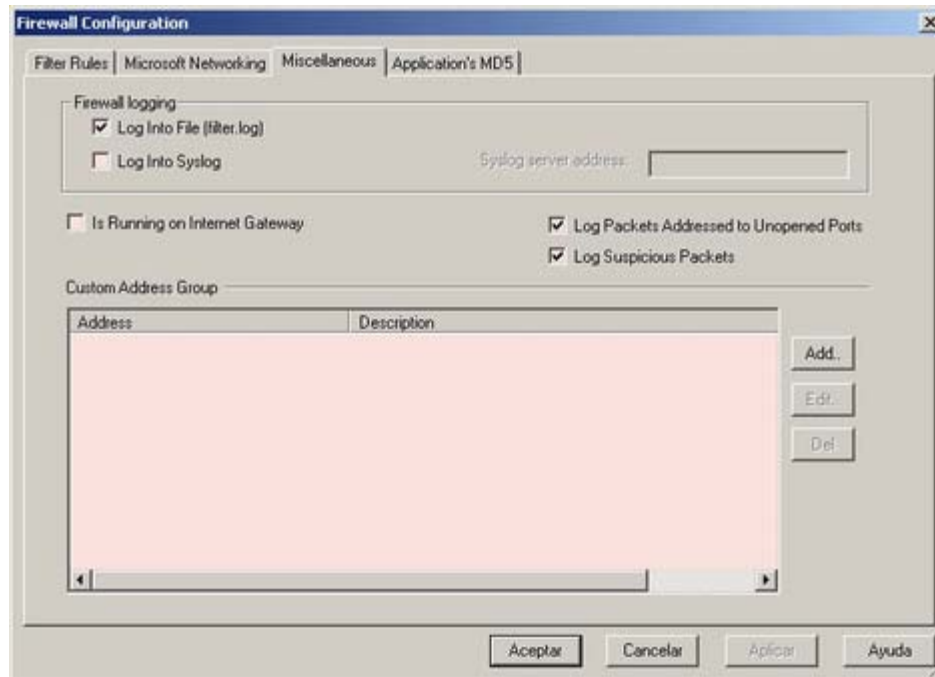 Firewall Configuration
Filter Rules Microsoft Networking Miscellaneous Application's MD5
Firewall logging
Log Into File (filter.log)
Log Into Syslog Syslog server address:
Is Running on Internet Gateway Log Packets Addressed to Unopened Ports
Log Suspicious Packets
Custom Address Group
Address Description
Add..
Edit..
Del
Aceptar Cancelar Aplicar Ayuda